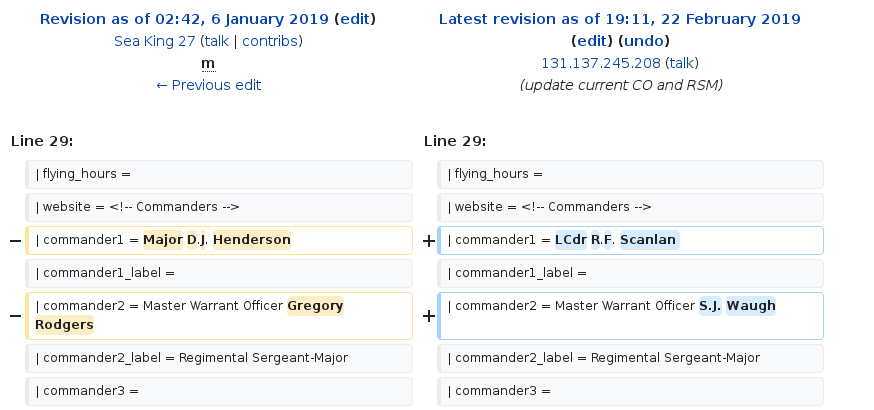 Revision as of 02:42, 6 January 2019 (edit)
Sea King 27 (talk | contribs)
m
← Previous edit
Latest revision as of 19:11, 22 February 2019
(edit) (undo)
131.137.245.208 (talk)
(update current CO and RSM)
Line 29:
Line 29:
| flying_hours =
| flying_hours =
| website = <!-- Commanders -->
| website = <!-- Commanders -->
− | commander1 = Major D.J. Henderson
+ | commander1 = LCdr R.F. Scanlan
| commander1_label =
| commander1_label =
− | commander2 = Master Warrant Officer Gregory
Rodgers
+ | commander2 = Master Warrant Officer S.J. Waugh
| commander2_label = Regimental Sergeant-Major
| commander2_label = Regimental Sergeant-Major
| commander3 =
| commander3 =